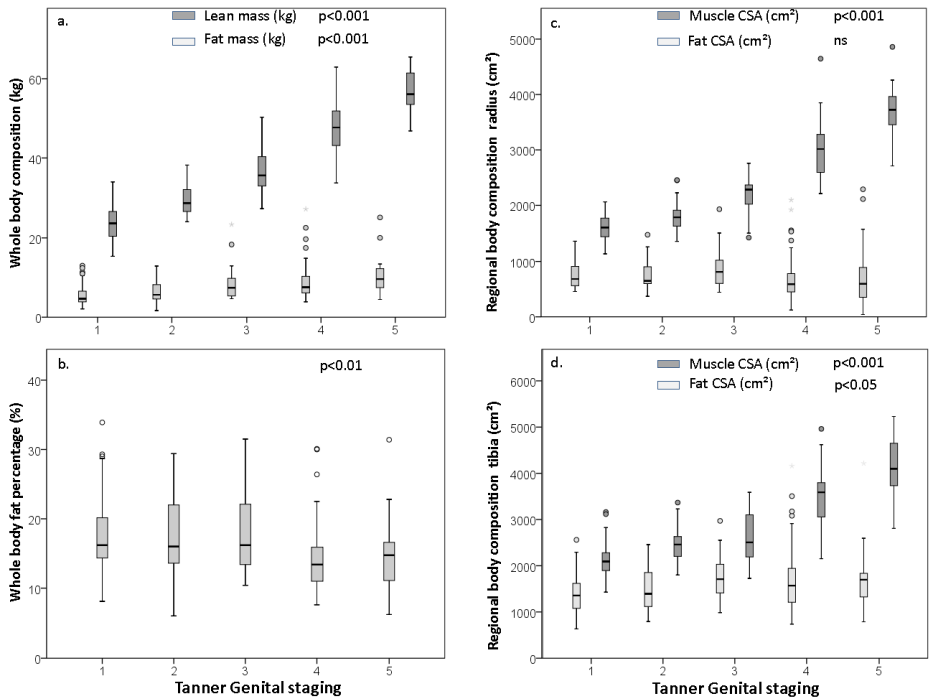 a.
Lean mass (kg) p<0.001
Fat mass (kg) p<0.001
Whole body composition (kg)
60
40
20
0
1 2 3 4 5
c.
Muscle CSA (cm²) p<0.001
Fat CSA (cm²) ns
Regional body composition radius (cm²)
5000
4000
3000
2000
1000
0
1 2 3 4 5
b.
p<0.01
Whole body fat percentage (%)
40
30
20
10
0
1 2 3 4 5
Tanner Genital staging
d.
Muscle CSA (cm²) p<0.001
Fat CSA (cm²) p<0.05
Regional body composition tibia (cm²)
6000
5000
4000
3000
2000
1000
0
1 2 3 4 5
Tanner Genital staging